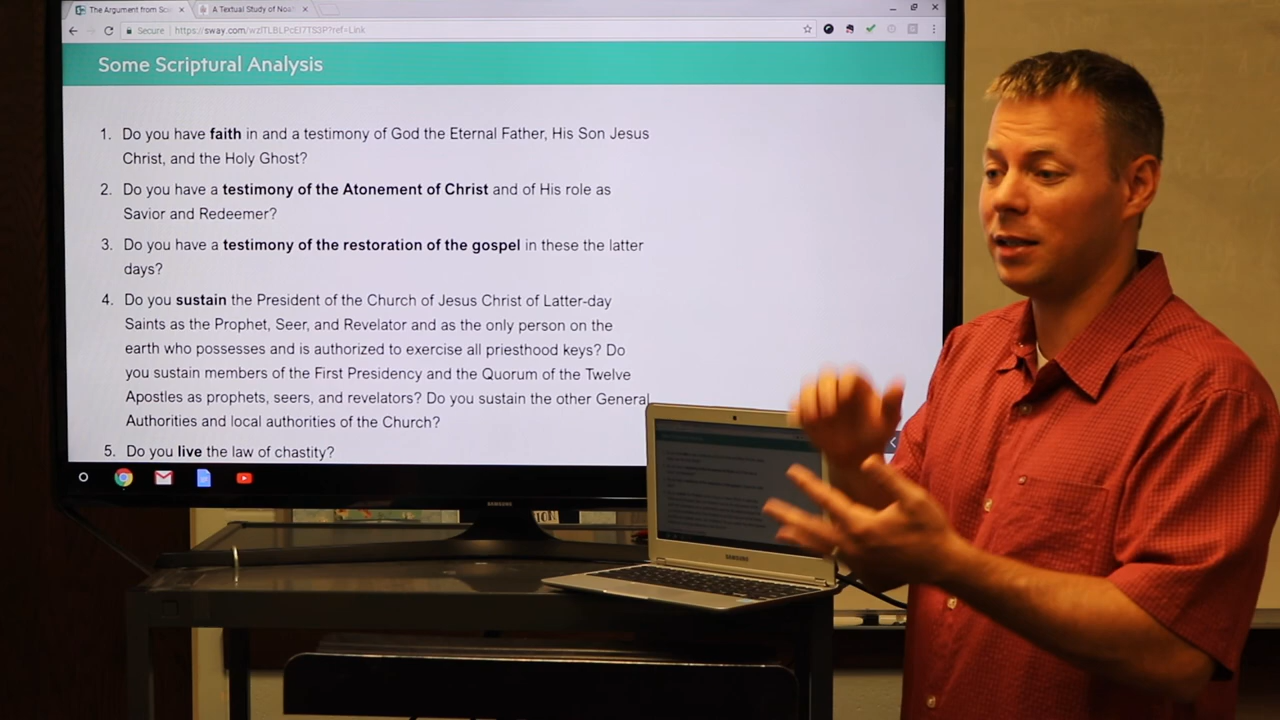 The Argument from Sc
A Textual Study of Noa
Secure
https://sway.com/wzlTLBLPcEI7TS3P?ref=Link
Some Scriptural Analysis
1. Do you have faith in and a testimony of God the Eternal Father, His Son Jesus
Christ, and the Holy Ghost?
2. Do you have a testimony of the Atonement of Christ and of His role as
Savior and Redeemer?
3. Do you have a testimony of the restoration of the gospel in these the latter
days?
4. Do you sustain the President of the Church of Jesus Christ of Latter-day
Saints as the Prophet, Seer, and Revelator and as the only person on the
earth who possesses and is authorized to exercise all priesthood keys? Do
you sustain members of the First Presidency and the Quorum of the Twelve
Apostles as prophets, seers, and revelators? Do you sustain the other General
Authorities and local authorities of the Church?
5. Do you live the law of chastity?
SAMSUNG
ION
SAMSUNG